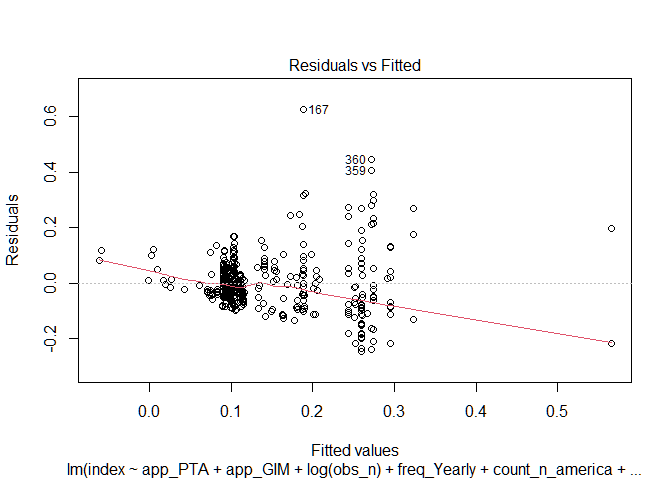 Residuals vs Fitted
Residuals
0.6
0.4
0.2
0.0
-0.2
167
360
359
0.0 0.1 0.2 0.3 0.4 0.5
Fitted values
lm(index ~ app_PTA + app_GIM + log(obs_n) + freq_Yearly + count_n_america + ...